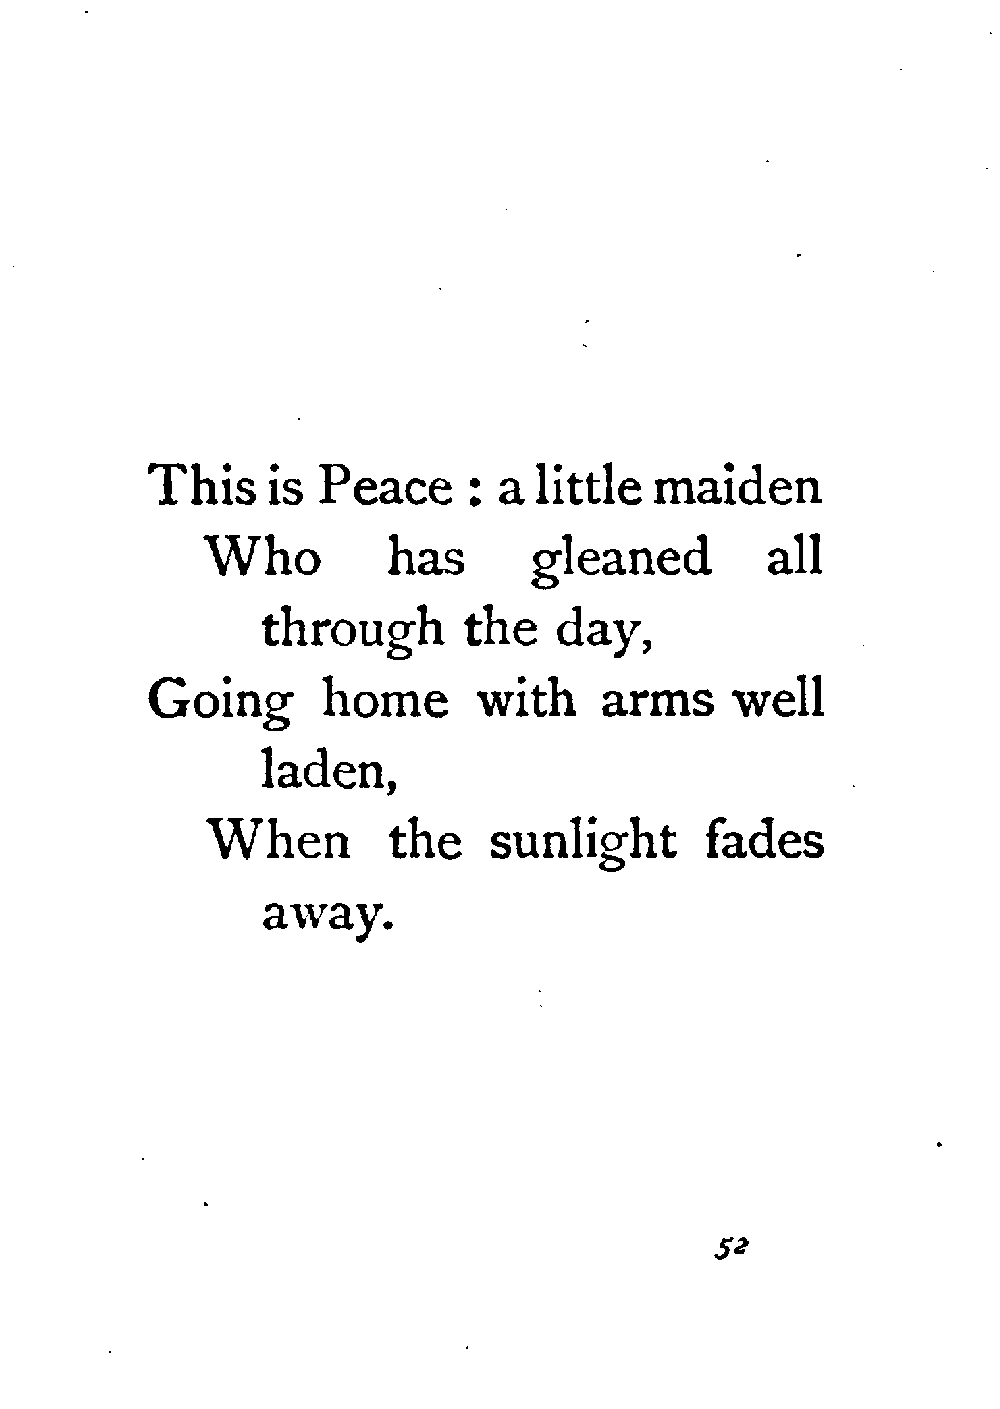 This is Peace : a little maiden
Who has gleaned all
through the day,
Going home with arms well
laden,
When the sunlight fades
away.
52